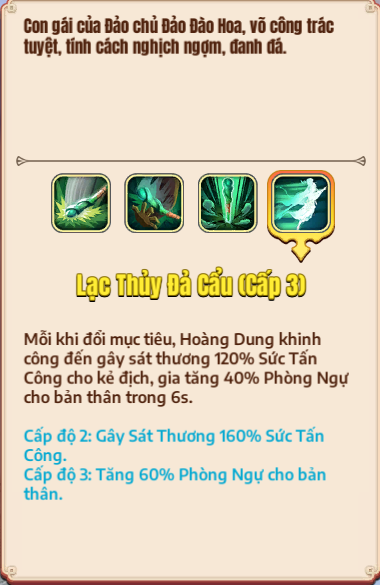 Con gái của Đảo chủ Đảo Đào Hoa, võ công trác
tuyệt, tính cách nghịch ngợm, đanh đá.
Lạc Thủy Đả Cẩu (Cấp 3)
Mỗi khi đổi mục tiêu, Hoàng Dung khinh
công đến gây sát thương 120% Sức Tấn
Công cho kẻ địch, gia tăng 40% Phòng Ngự
cho bản thân trong 6s.
Cấp độ 2: Gây Sát Thương 160% Sức Tấn
Công.
Cấp độ 3: Tăng 60% Phòng Ngự cho bản
thân.